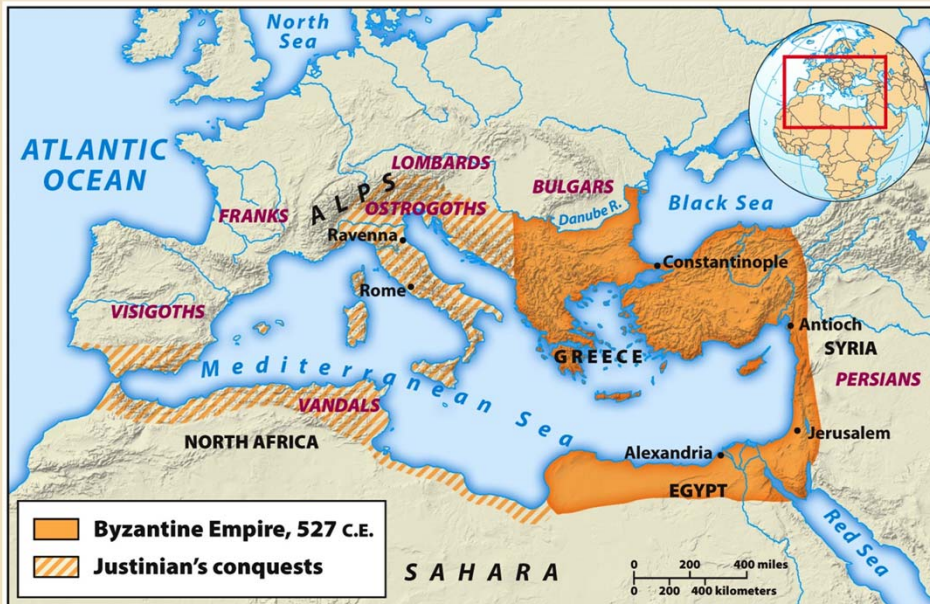 North
Sea
ATLANTIC
OCEAN
LOMBARDS
ALPS
BULGARS
FRANKS
OSTROGOTHS
Danube R.
Black Sea
Ravenna
Constantinople
Rome
VISIGOTHS
Antioch
GREECE
SYRIA
Mediterranean Sea
PERSIANS
VANDALS
NORTH AFRICA
Jerusalem
Alexandria
EGYPT
Red Sea
Byzantine Empire, 527 C.E.
Justinian's conquests
SAHARA
0 200 400 miles
0 200 400 kilometers